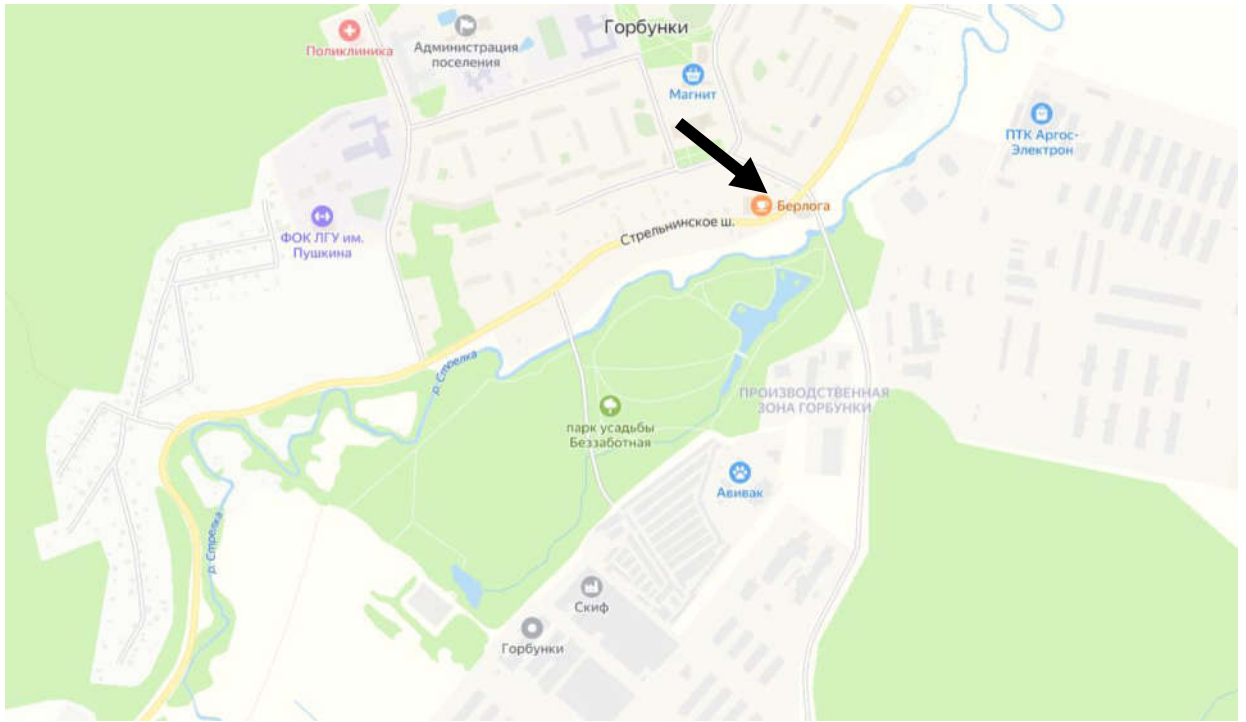 Горбунки
Поликлиника
Администрация
поселения
Магнит
ПТК Аргос-
Электрон
Берлога
Стрельнинское ш.
ФОК ЛГУ им.
Пушкина
р. Стрелка
ПРОИЗВОДСТВЕННАЯ
ЗОНА ГОРБУНКИ
парк усадьбы
Беззаботная
Авивак
р. Стрелка
Скиф
Горбунки